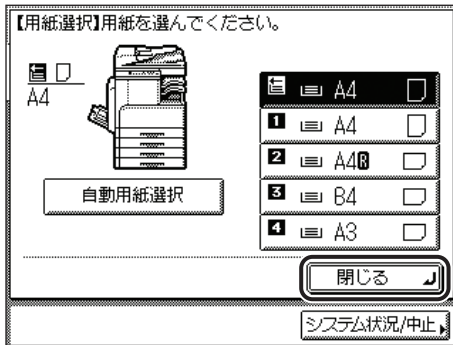 【用紙選択】用紙を選んでください。
A4
A4
1 A4
2 A4R
3 B4
4 A3
自動用紙選択
閉じる
システム状況/中止